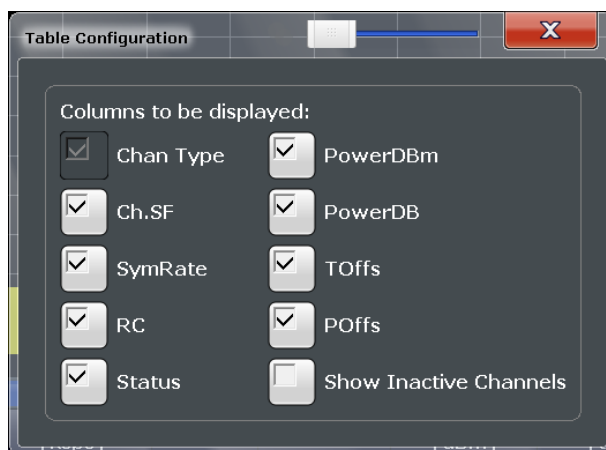 Table Configuration
X
Columns to be displayed:
Chan Type
PowerDBm
Ch.SF
PowerDB
SymRate
TOffs
RC
POffs
Status
Show Inactive Channels